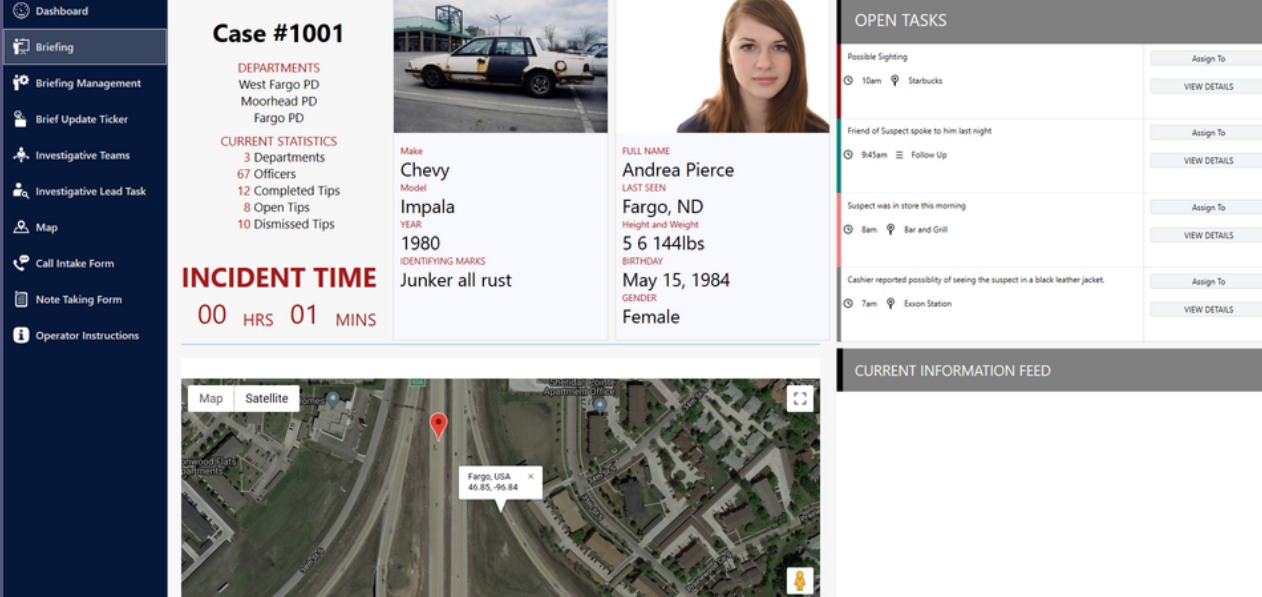 Dashboard
Briefing
Briefing Management
Brief Update Ticker
Investigative Teams
Investigative Lead Task
Map
Call Intake Form
Note Taking Form
Operator Instructions
Case #1001
DEPARTMENTS
West Fargo PD
Moorhead PD
Fargo PD
CURRENT STATISTICS
3 Departments
67 Officers
12 Completed Tips
8 Open Tips
10 Dismissed Tips
INCIDENT TIME
00 HRS 01 MINS
Make
Chevy
Model
Impala
YEAR
1980
IDENTIFYING MARKS
Junker all rust
FULL NAME
Andrea Pierce
LAST SEEN
Fargo, ND
Height and Weight
5 6 144lbs
BIRTHDAY
May 15, 1984
GENDER
Female
OPEN TASKS
Possible Sighting
10am Starbucks
Assign To
VIEW DETAILS
Friend of Suspect spoke to him last night
9:45am Follow Up
Assign To
VIEW DETAILS
Suspect was in store this morning
8am Bar and Grill
Assign To
VIEW DETAILS
Cashier reported possiblity of seeing the suspect in a black leather jacket.
7am Exxon Station
Assign To
VIEW DETAILS
CURRENT INFORMATION FEED
Map Satellite
Sheridan Pointe
Apartment Office
Fargo, USA
46.85, -96.84